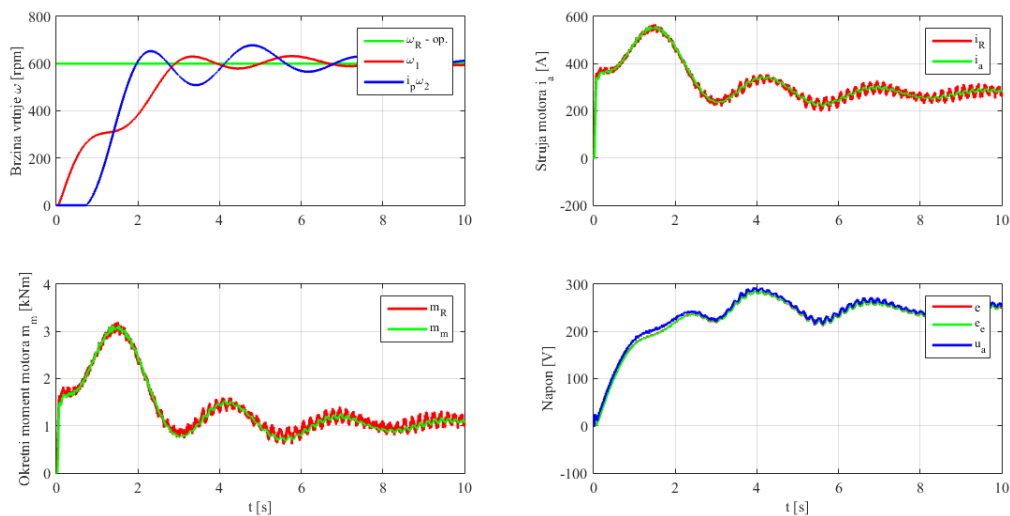 Brzina vrtnje ω [rpm]
800
600
400
200
0
0 2 4 6 8 10
ω_R - op.
ω_1
i_pω_2
Struja motora i_a [A]
600
400
200
0
-200
0 2 4 6 8 10
i_R
i_a
Okretni moment motora m_m [kNm]
4
3
2
1
0
0 2 4 6 8 10
t [s]
m_R
m_m
Napon [V]
300
200
100
0
-100
0 2 4 6 8 10
t [s]
e
e_e
u_a